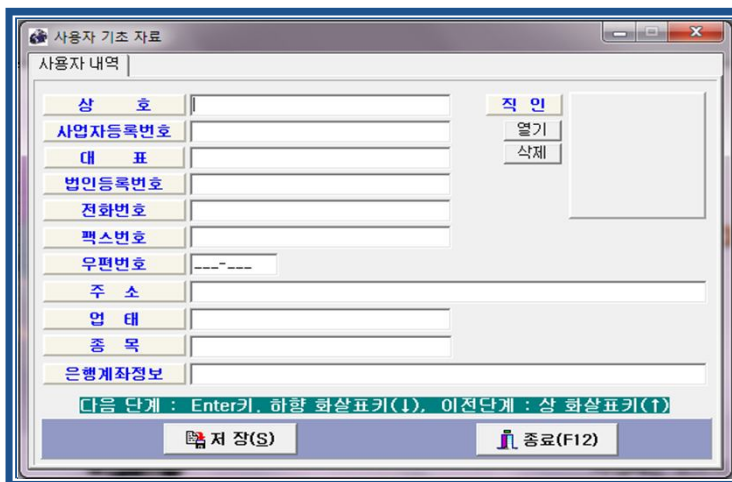 사용자 기초 자료
사용자 내역
상 호
직 인
사업자등록번호
열기
대 표
삭제
법인등록번호
전화번호
팩스번호
우편번호
___-___
주 소
업 태
종 목
은행계좌정보
다음 단계 : Enter키, 하향 화살표키(↓), 이전단계 : 상 화살표키(↑)
저 장(S)
종료(F12)